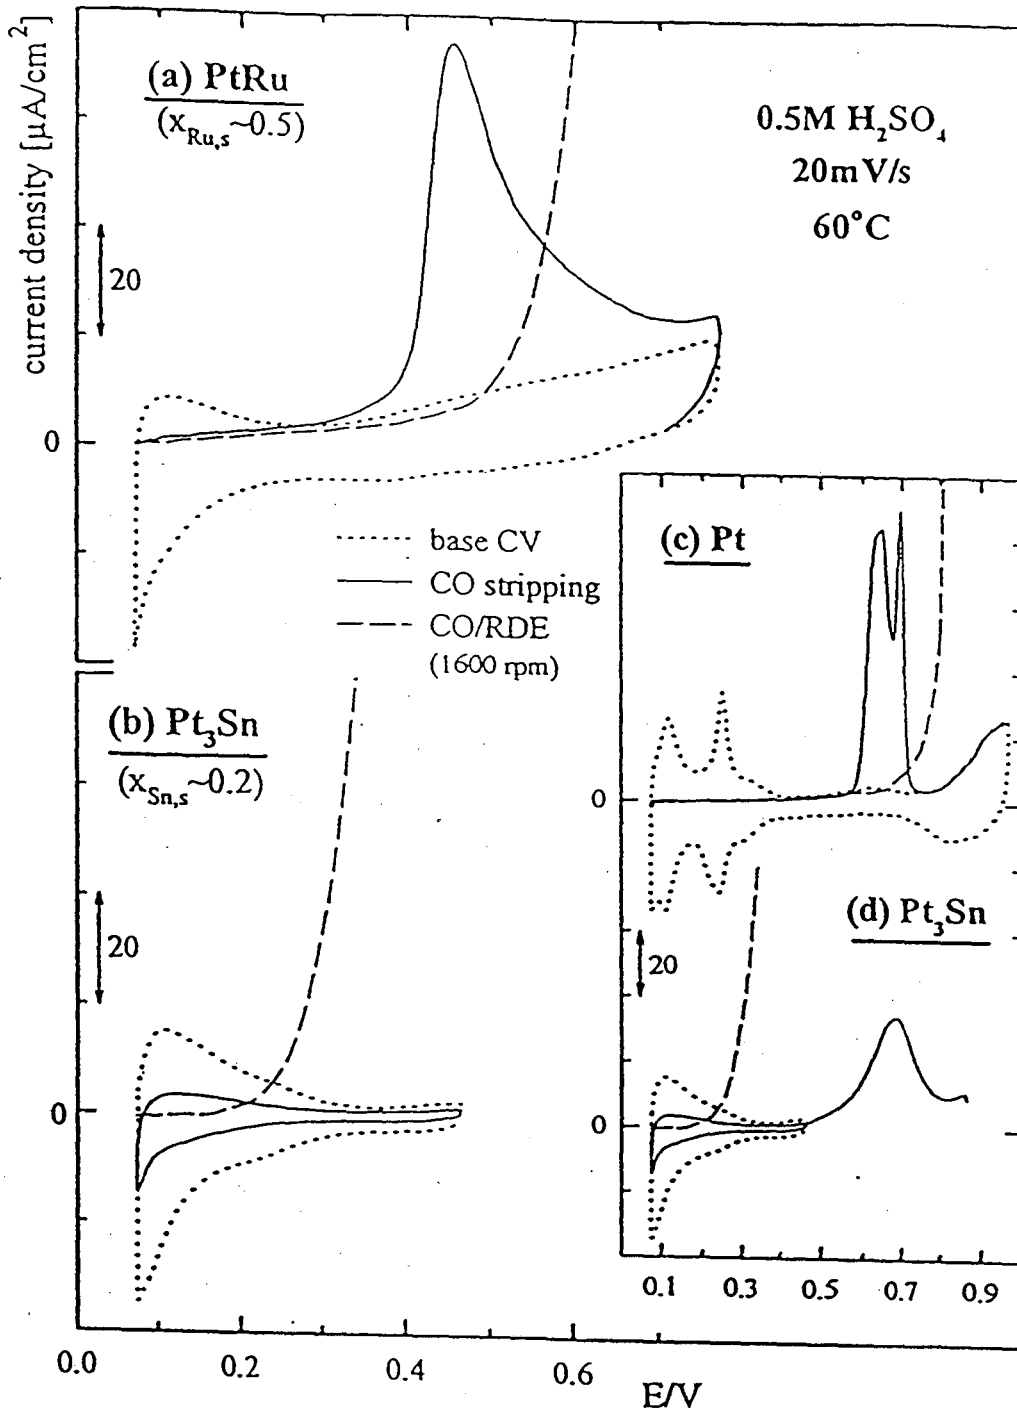 current density [μA/cm²]
(a) PtRu
(x_Ru,s ~0.5)
0.5M H₂SO₄
20mV/s
60°C
20
0
base CV
CO stripping
CO/RDE
(1600 rpm)
(b) Pt₃Sn
(x_Sn,s ~0.2)
20
0
(c) Pt
0
(d) Pt₃Sn
20
0
0.1 0.3 0.5 0.7 0.9
0.0 0.2 0.4 0.6
E/V